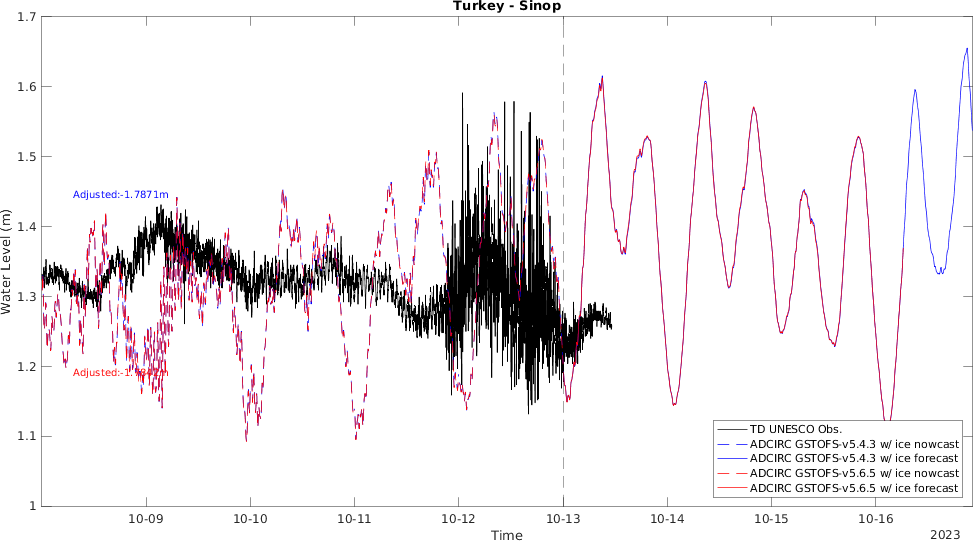 Turkey - Sinop
1.7
1.6
1.5
1.4
1.3
1.2
1.1
1
Water Level (m)
Adjusted:-1.7871m
TD UNESCO Obs.
ADCIRC GSTOFS-v5.4.3 w/ ice nowcast
ADCIRC GSTOFS-v5.4.3 w/ ice forecast
ADCIRC GSTOFS-v5.6.5 w/ ice nowcast
ADCIRC GSTOFS-v5.6.5 w/ ice forecast
10-09
10-10
10-11
10-12
10-13
10-14
10-15
10-16
Time
2023